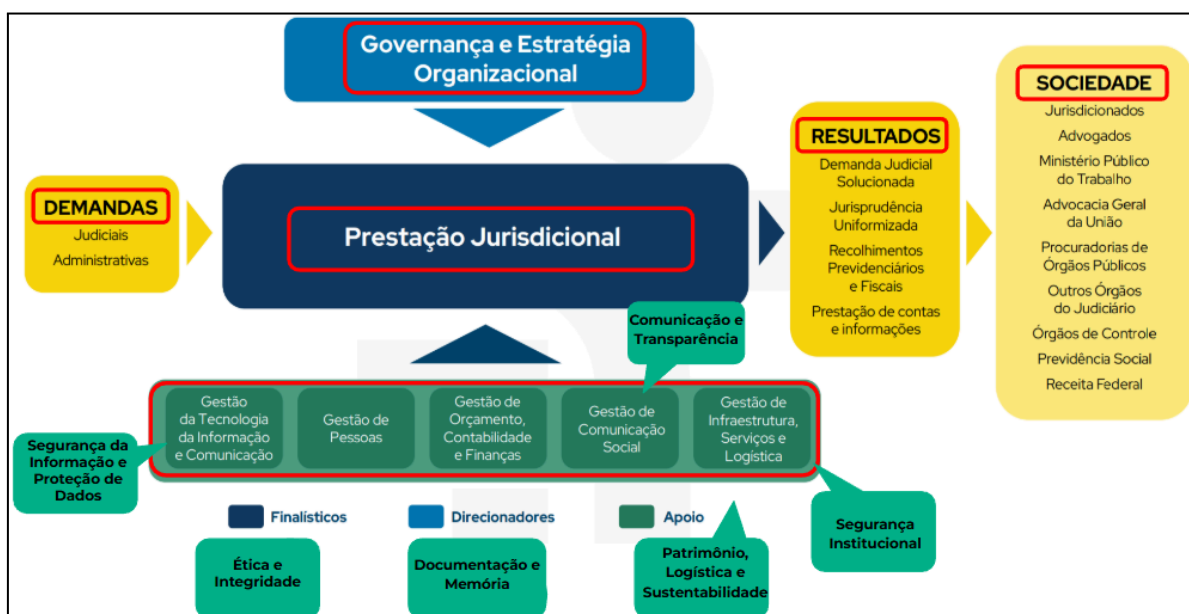 Governança e Estratégia
Organizacional
DEMANDAS
Judiciais
Administrativas
Prestação Jurisdicional
RESULTADOS
Demanda Judicial
Solucionada
Jurisprudência
Uniformizada
Recolhimentos
Previdenciários
e Fiscais
Prestação de contas
e informações
SOCIEDADE
Jurisdicionados
Advogados
Ministério Público
do Trabalho
Advocacia Geral
da União
Procuradorias de
Órgãos Públicos
Outros Órgãos
do Judiciário
Órgãos de Controle
Previdência Social
Receita Federal
Comunicação e
Transparência
Gestão
da Tecnologia
da Informação
e Comunicação
Gestão de
Pessoas
Gestão de
Orçamento,
Contabilidade
e Finanças
Gestão de
Comunicação
Social
Gestão de
Infraestrutura,
Serviços e
Logística
Segurança da
Informação e
Proteção de
Dados
Finalísticos
Direcionadores
Apoio
Segurança
Institucional
Ética e
Integridade
Documentação e
Memória
Patrimônio,
Logística e
Sustentabilidade